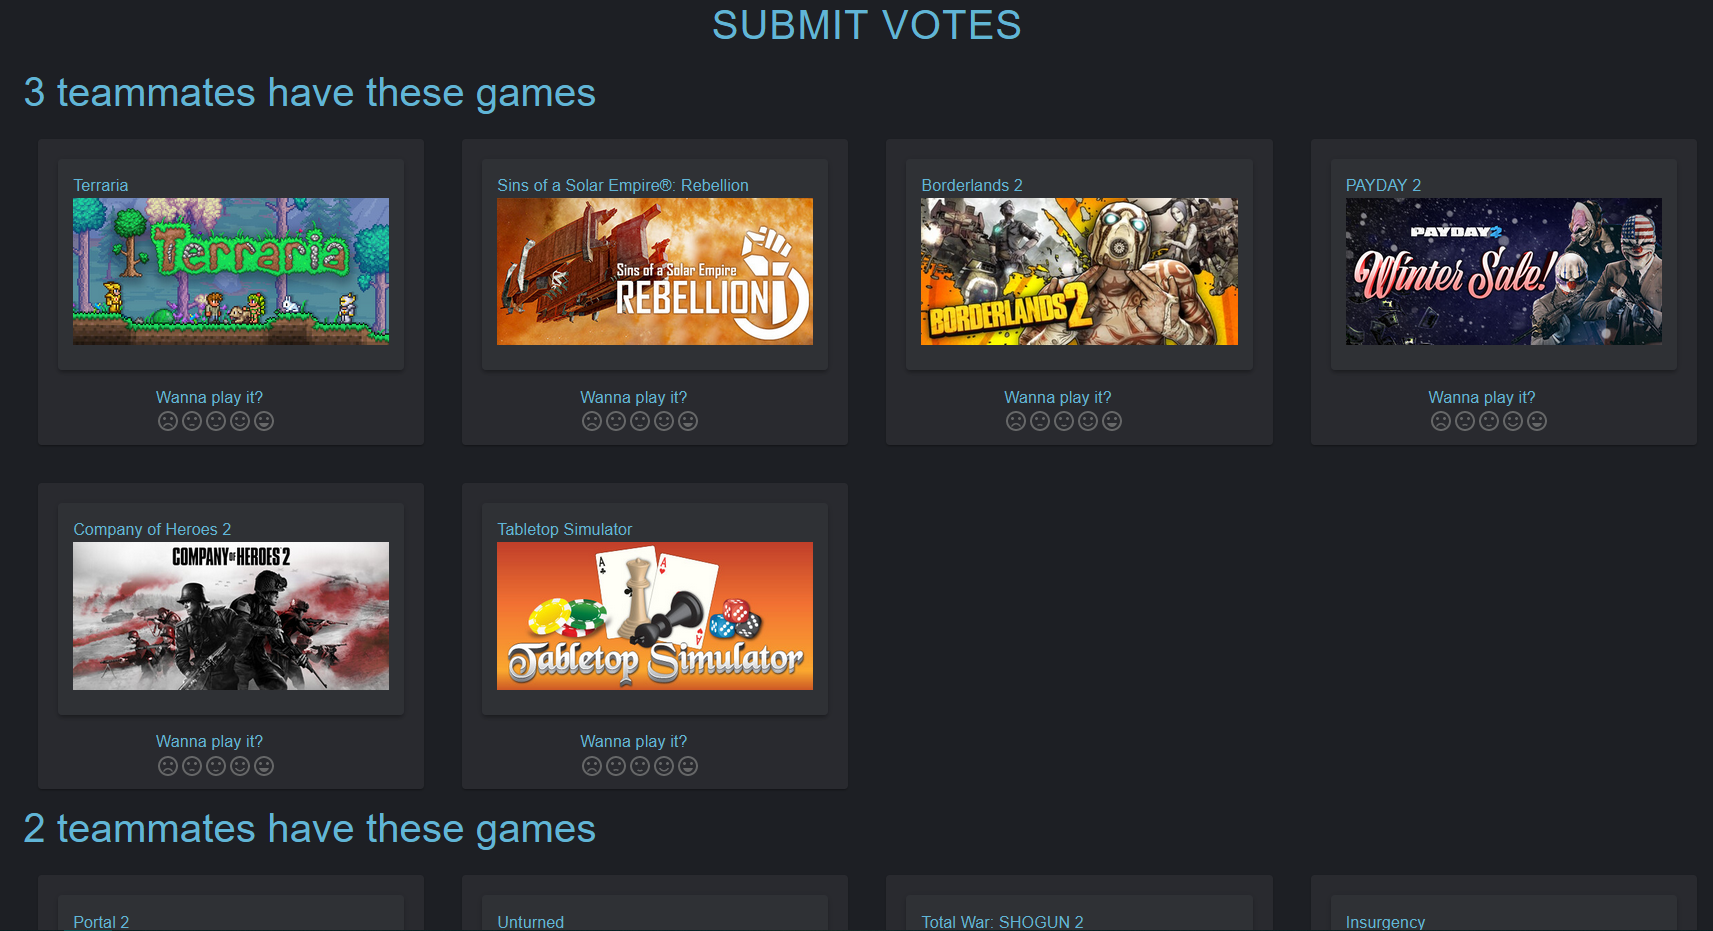 SUBMIT VOTES
3 teammates have these games
Terraria
Sins of a Solar Empire®: Rebellion
Borderlands 2
PAYDAY 2
Terraria
Sins of a Solar Empire
REBELLION
BORDERLANDS 2
PAYDAY 2
Winter Sale!
Wanna play it?
Wanna play it?
Wanna play it?
Wanna play it?
Company of Heroes 2
Tabletop Simulator
COMPANY OF HEROES 2
A
A
A
Tabletop Simulator
Wanna play it?
Wanna play it?
2 teammates have these games
Portal 2
Unturned
Total War: SHOGUN 2
Insurgency